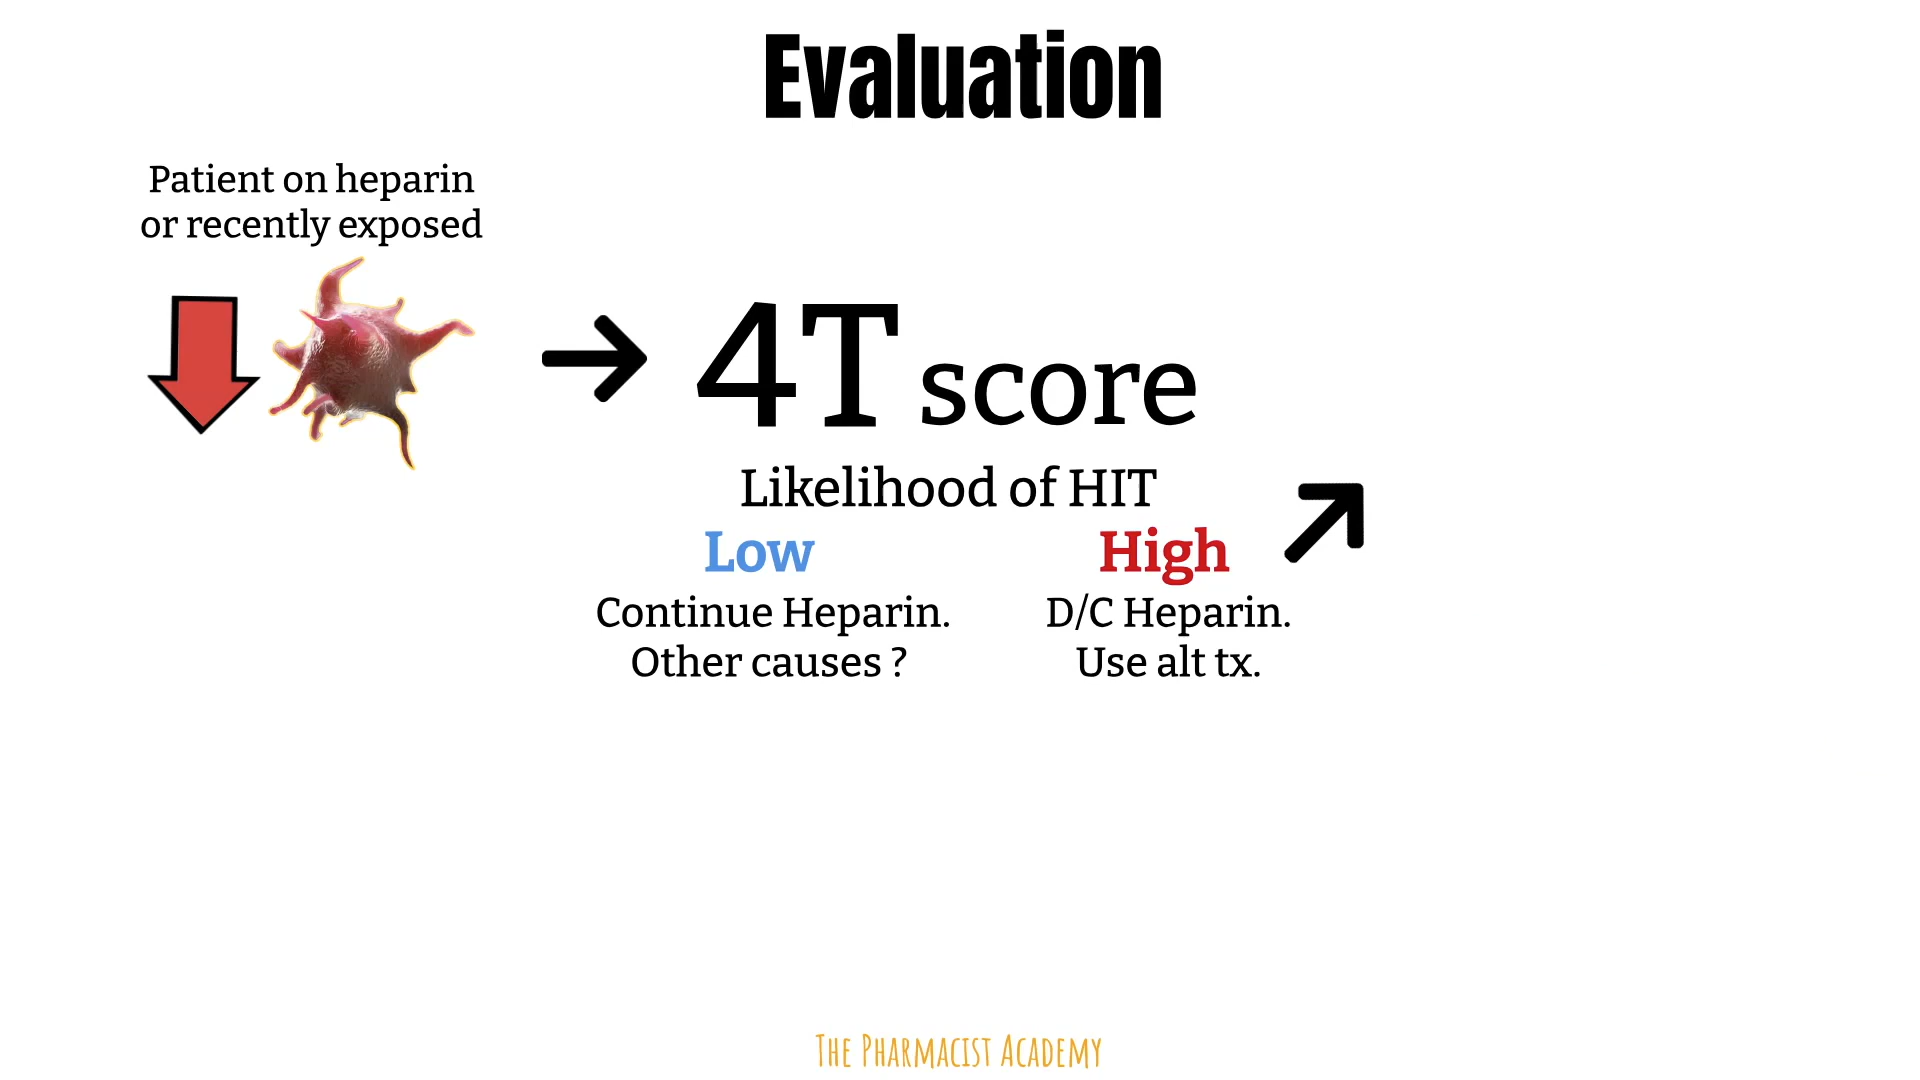 Evaluation
Patient on heparin
or recently exposed
4T score
Likelihood of HIT
Low
High
Continue Heparin.
Other causes ?
D/C Heparin.
Use alt tx.
The Pharmacist Academy